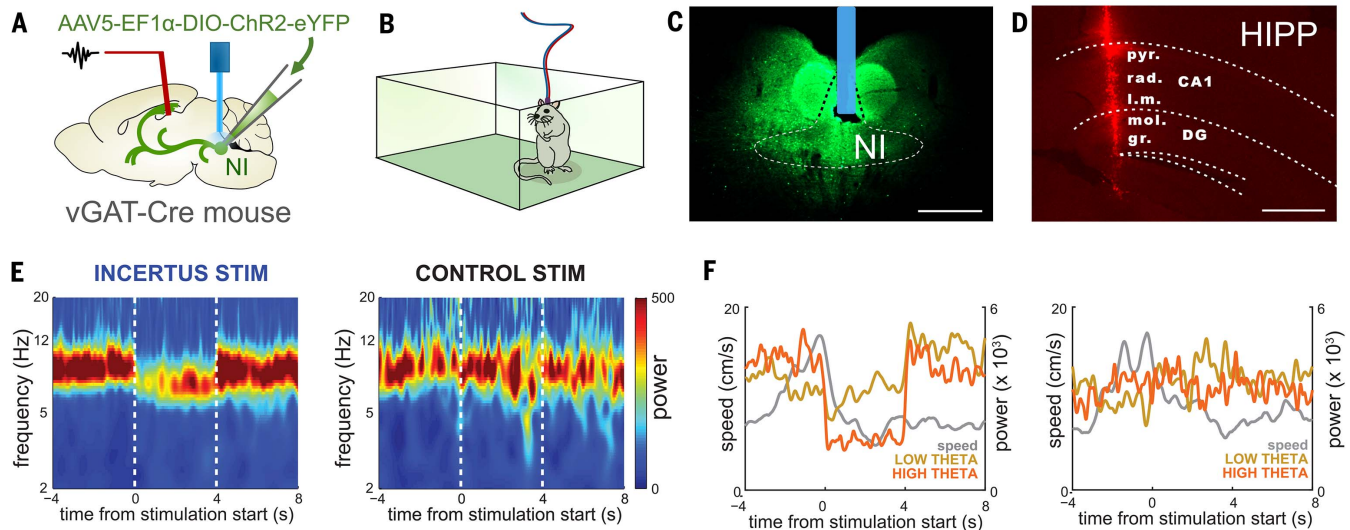 A
AAV5-EF1α-DIO-ChR2-eYFP
NI
vGAT-Cre mouse
B
C
NI
D
HIPP
pyr.
rad.
CA1
l.m.
mol.
DG
gr.
E
INCERTUS STIM
CONTROL STIM
frequency (Hz)
20
12
5
2
-4
0
4
8
time from stimulation start (s)
frequency (Hz)
20
12
5
2
-4
0
4
8
time from stimulation start (s)
500
power
0
F
speed (cm/s)
20
0
6
power (x 10³)
0
speed
LOW THETA
HIGH THETA
-4
0
4
8
time from stimulation start (s)
speed (cm/s)
20
0
6
power (x 10³)
0
speed
LOW THETA
HIGH THETA
-4
0
4
8
time from stimulation start (s)